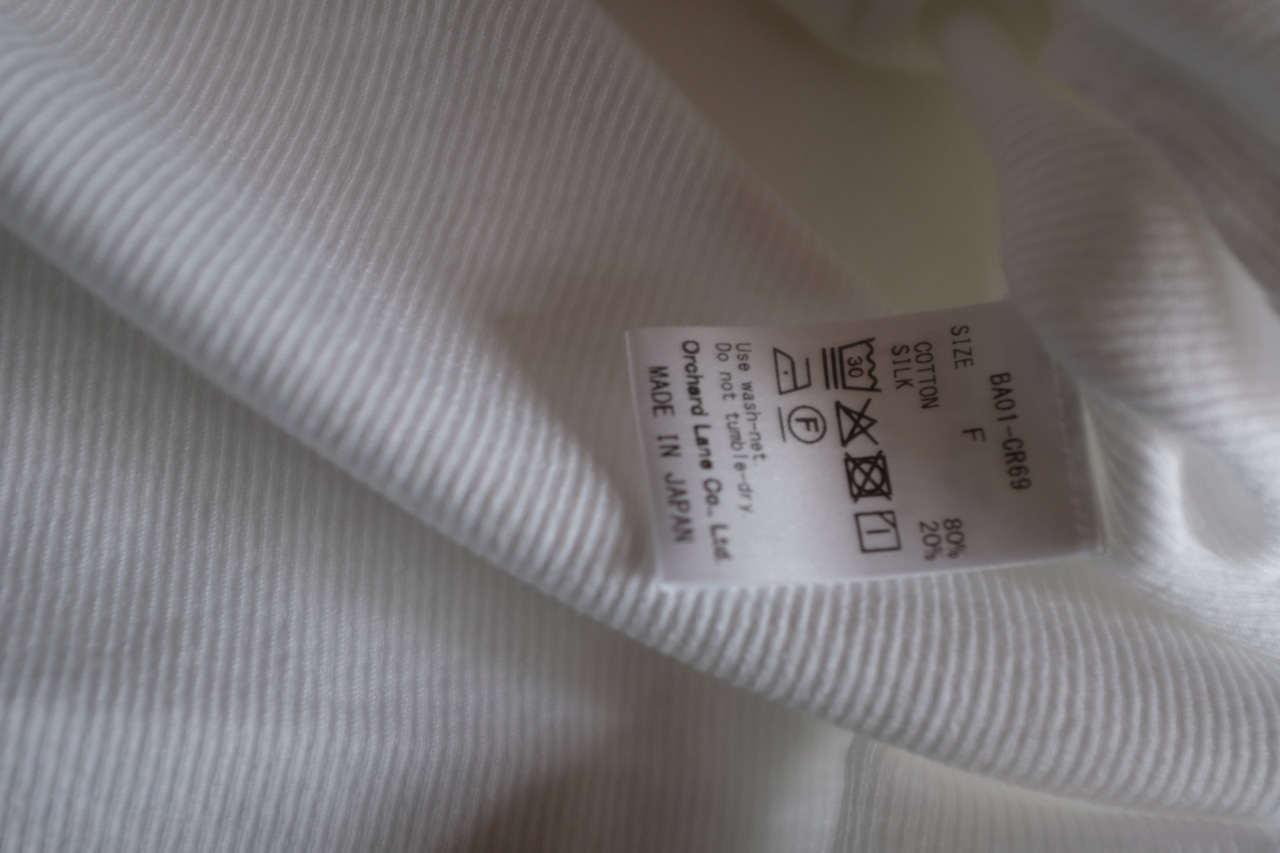 BA01-CR69
SIZE F
COTTON 80%
SILK 20%
30
F
Use wash-net.
Do not tumble-dry.
Orchard Lane Co., Ltd.
MADE IN JAPAN